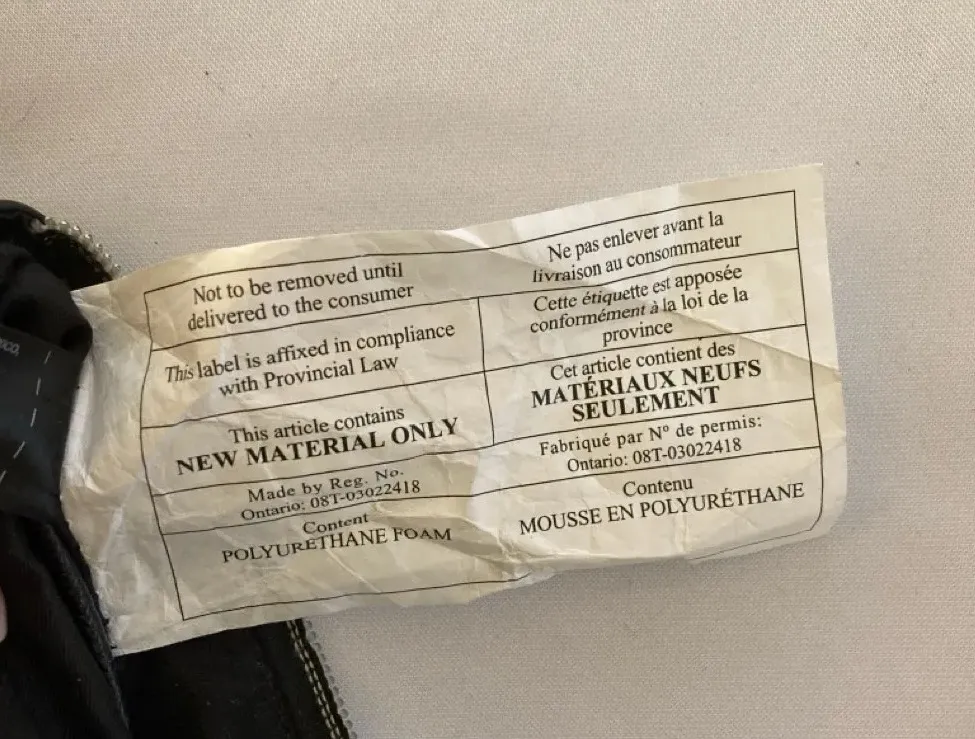 Not to be removed until
delivered to the consumer
Ne pas enlever avant la
livraison au consommateur
This label is affixed in compliance
with Provincial Law
Cette étiquette est apposée
conformément à la loi de la
province
This article contains
NEW MATERIAL ONLY
Cet article contient des
MATÉRIAUX NEUFS
SEULEMENT
Made by Reg. No.
Ontario: 08T-03022418
Fabriqué par Nº de permis:
Ontario: 08T-03022418
Content
POLYURETHANE FOAM
Contenu
MOUSSE EN POLYURÉTHANE